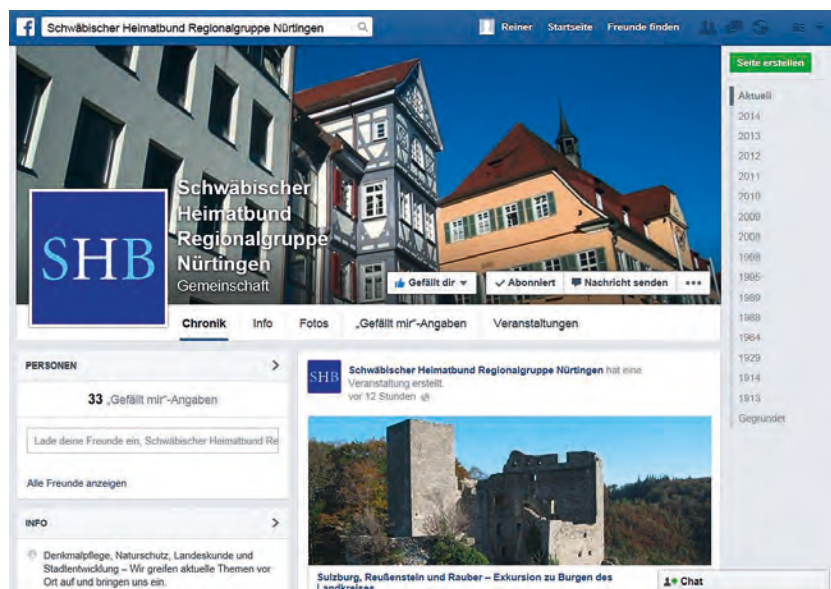 Schwäbischer Heimatbund Regionalgruppe Nürtingen
Reiner Startseite Freunde finden
Schwäbischer
Heimatbund
Regionalgruppe
Nürtingen
Gemeinschaft
SHB
Gefällt dir
Abonniert
Nachricht senden
Chronik Info Fotos „Gefällt mir"-Angaben Veranstaltungen
PERSONEN
33 „Gefällt mir"-Angaben
Lade deine Freunde ein, Schwäbischer Heimatbund Re
Alle Freunde anzeigen
INFO
Denkmalpflege, Naturschutz, Landeskunde und
Stadtentwicklung – Wir greifen aktuelle Themen vor
Ort auf und bringen uns ein.
SHB
Schwäbischer Heimatbund Regionalgruppe Nürtingen hat eine
Veranstaltung erstellt.
vor 12 Stunden
Sulzburg, Reußenstein und Rauber – Exkursion zu Burgen des
Landkreises
Seite erstellen
Aktuell
2014
2013
2012
2011
2010
2009
2008
1998
1995
1989
1988
1964
1929
1914
1913
Gegründet
Chat